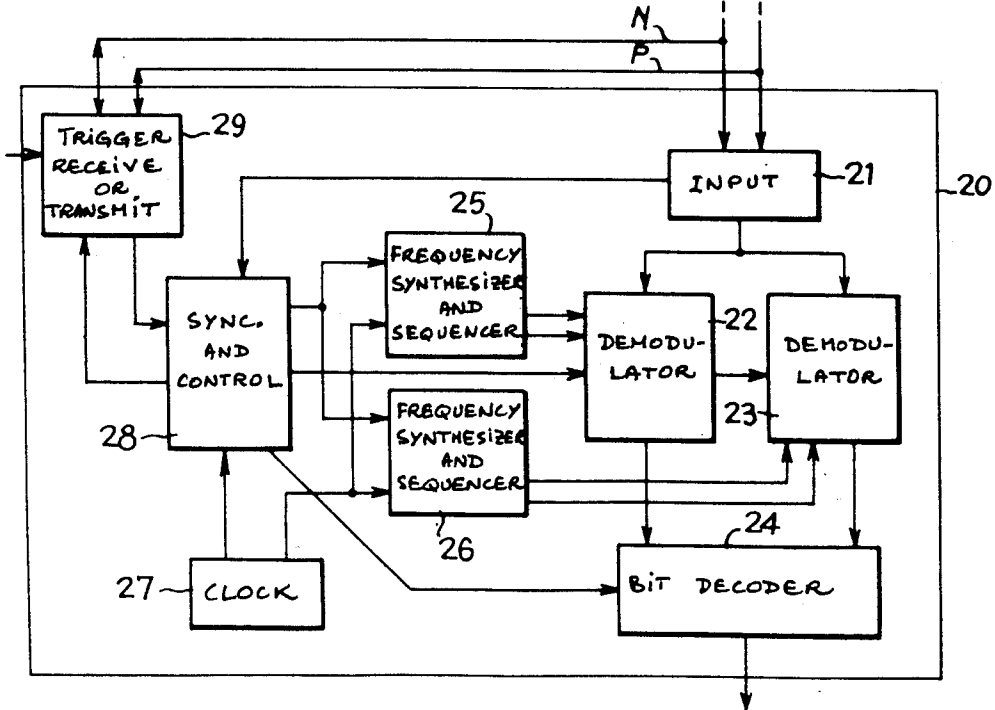 N
P
TRIGGER
RECEIVE
OR
TRANSMIT
29
INPUT
21
20
25
FREQUENCY
SYNTHESIZER
AND
SEQUENCER
SYNC.
AND
CONTROL
28
DEMODU-
LATOR
22
DEMODU-
LATOR
23
FREQUENCY
SYNTHESIZER
AND
SEQUENCER
26
27
CLOCK
24
BIT DECODER